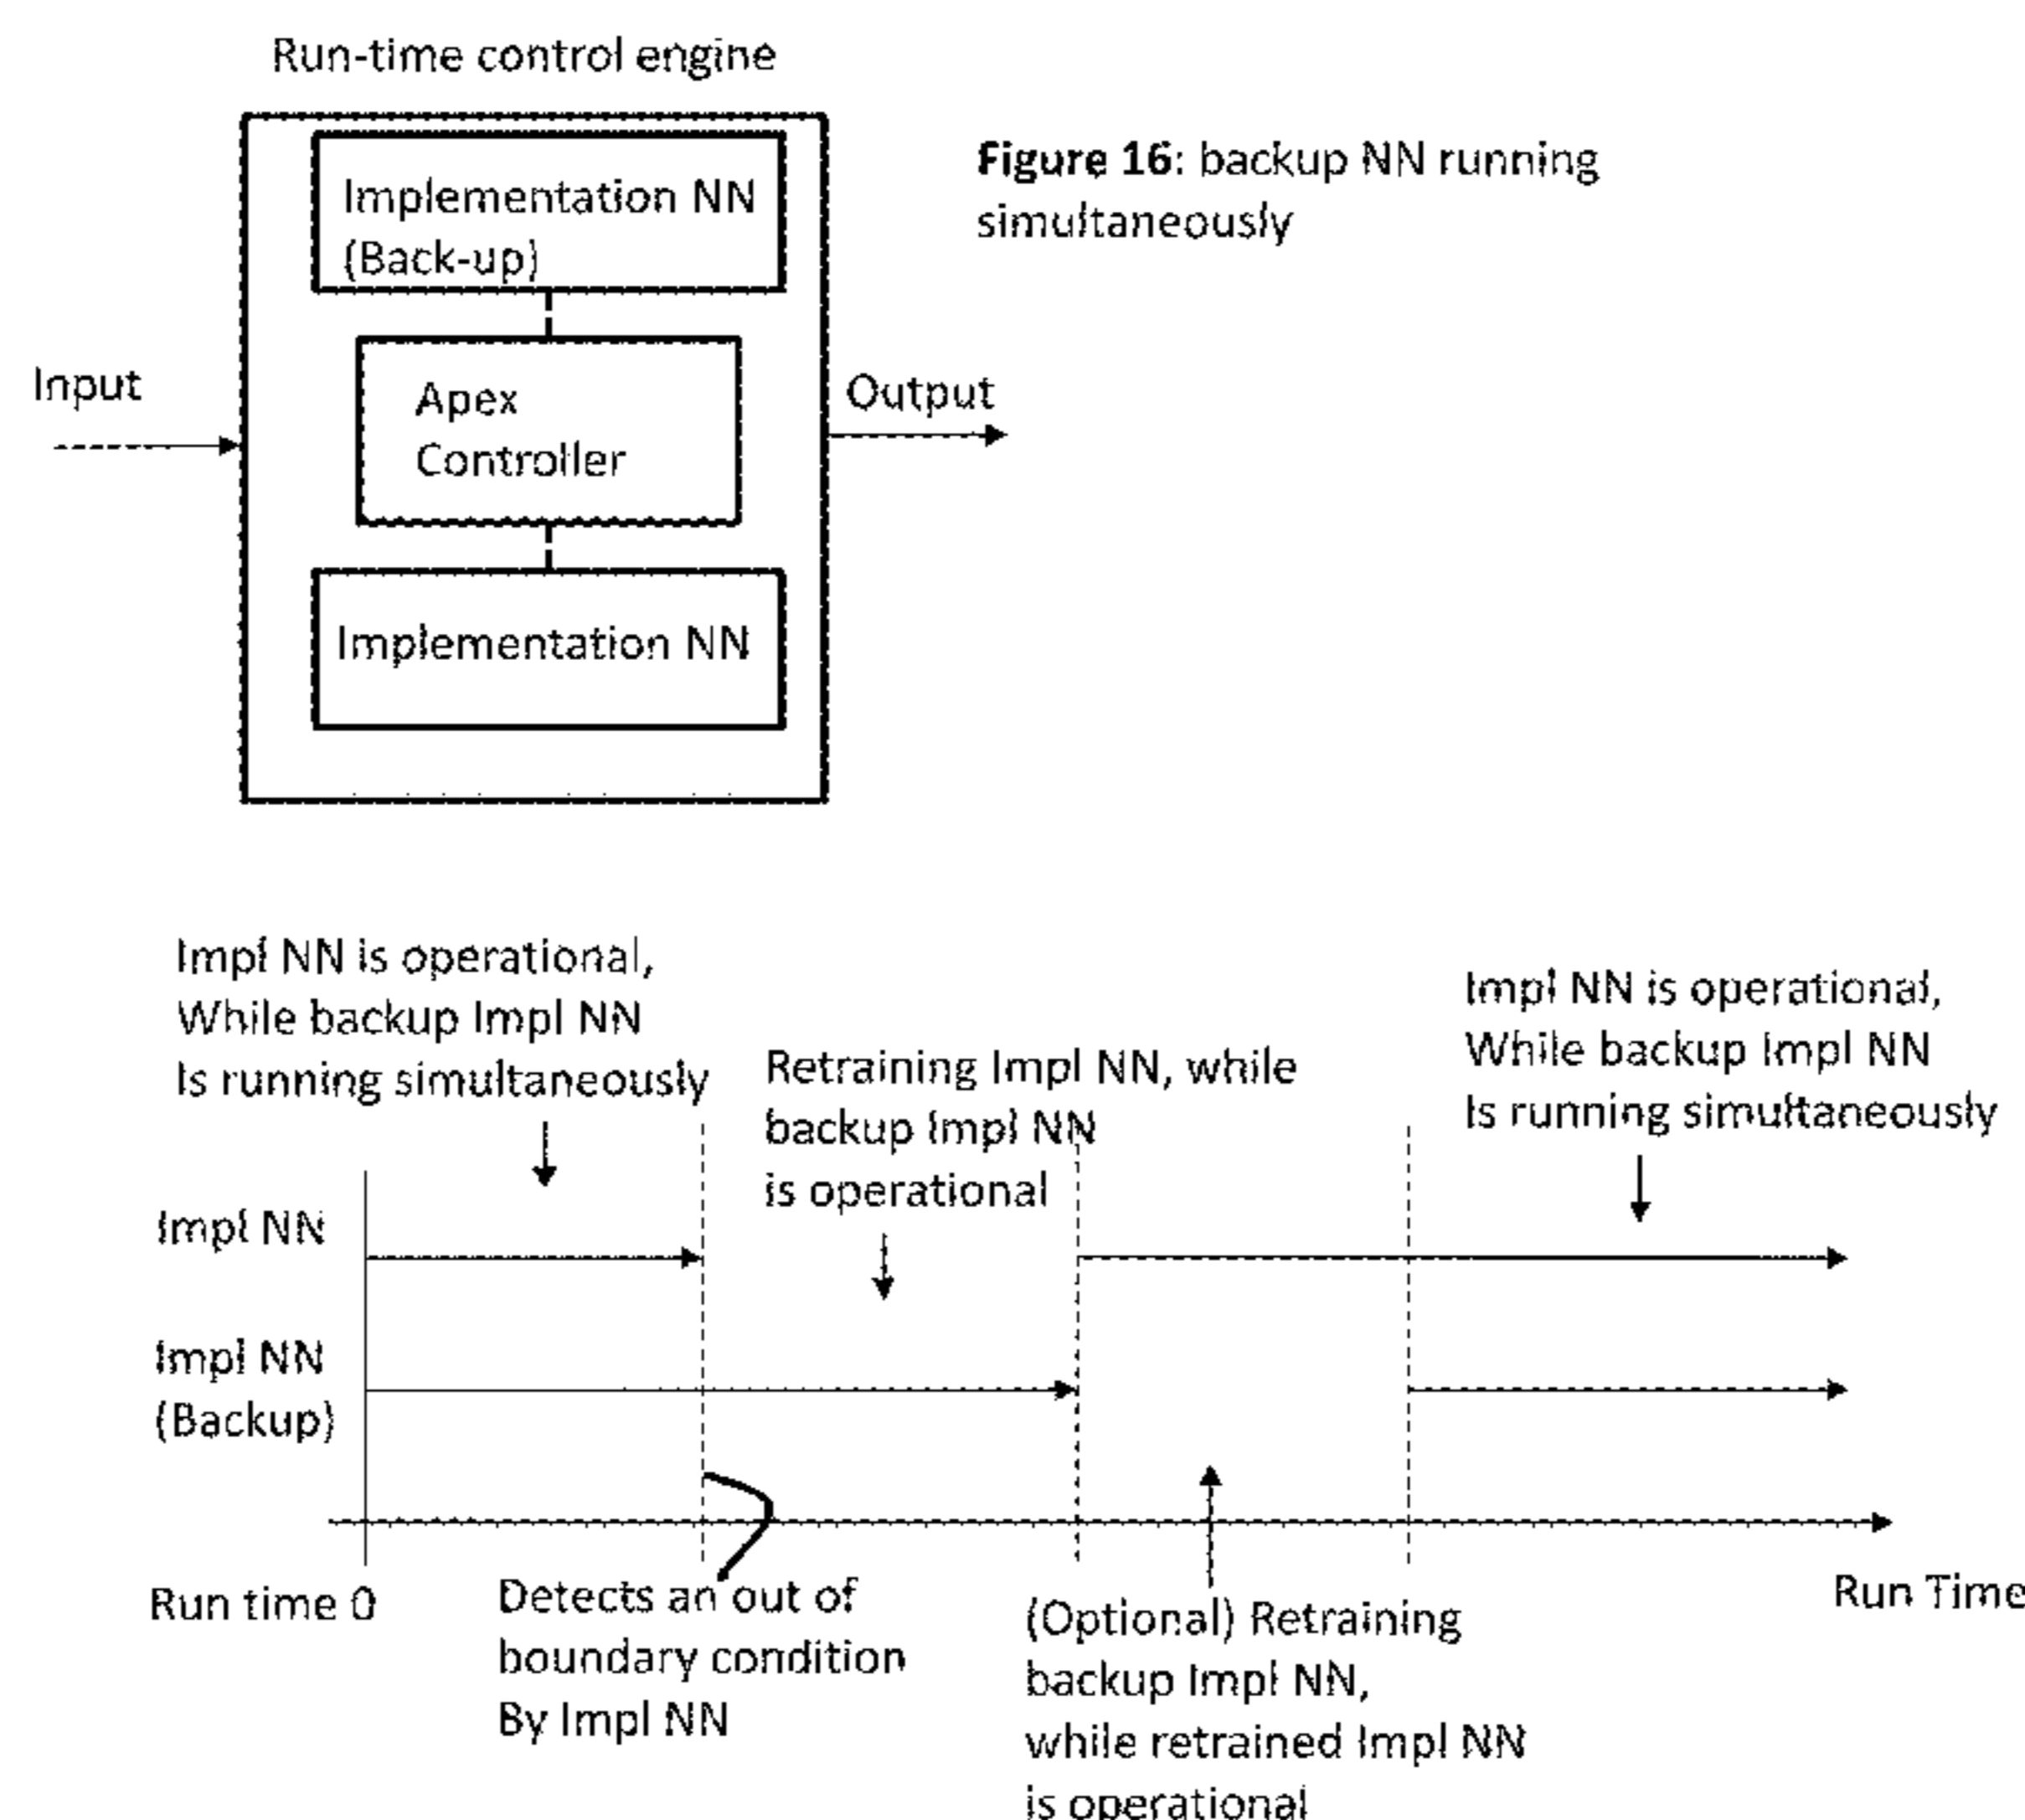 Run-time control engine
Implementation NN
(Back-up)
Figure 16: backup NN running
simultaneously
Input
Apex
Controller
Output
Implementation NN
Impl NN is operational,
While backup Impl NN
Is running simultaneously
Retraining Impl NN, while
backup Impl NN
is operational
Impl NN is operational,
While backup Impl NN
Is running simultaneously
Impl NN
Impl NN
(Backup)
Run time 0
Detects an out of
boundary condition
By Impl NN
(Optional) Retraining
backup Impl NN,
while retrained Impl NN
is operational
Run Time